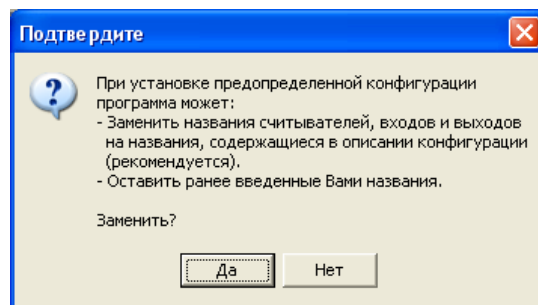 Подтвердите
При установке предопределенной конфигурации
программа может:
- Заменить названия считывателей, входов и выходов
на названия, содержащиеся в описании конфигурации
(рекомендуется).
- Оставить ранее введенные Вами названия.
Заменить?
Да
Нет